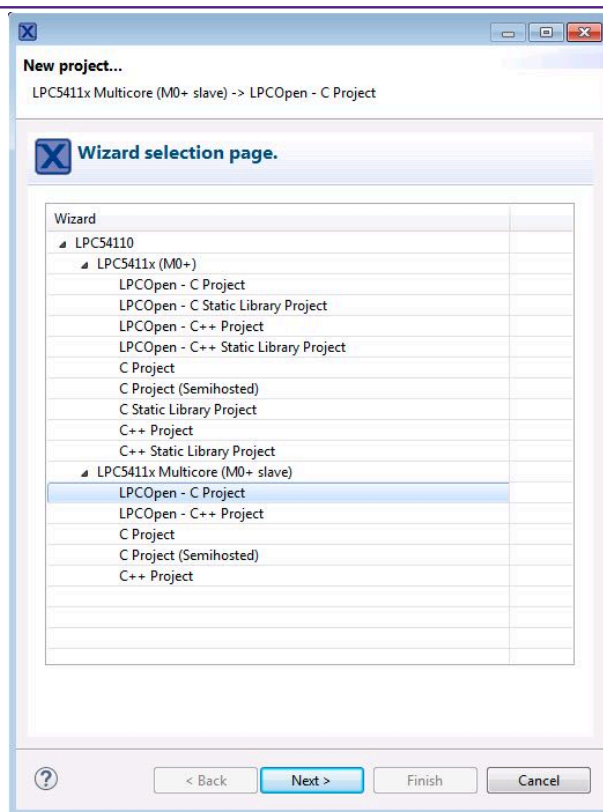 New project...
LPC5411x Multicore (M0+ slave) -> LPCOpen - C Project
Wizard selection page.
Wizard
LPC54110
LPC5411x (M0+)
LPCOpen - C Project
LPCOpen - C Static Library Project
LPCOpen - C++ Project
LPCOpen - C++ Static Library Project
C Project
C Project (Semihosted)
C Static Library Project
C++ Project
C++ Static Library Project
LPC5411x Multicore (M0+ slave)
LPCOpen - C Project
LPCOpen - C++ Project
C Project
C Project (Semihosted)
C++ Project
< Back Next > Finish Cancel